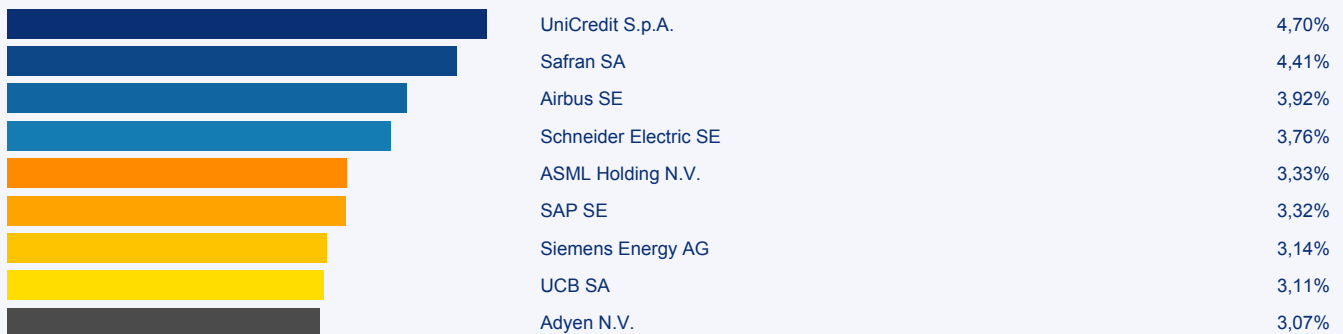 UniCredit S.p.A. 4,70%
Safran SA 4,41%
Airbus SE 3,92%
Schneider Electric SE 3,76%
ASML Holding N.V. 3,33%
SAP SE 3,32%
Siemens Energy AG 3,14%
UCB SA 3,11%
Adyen N.V. 3,07%